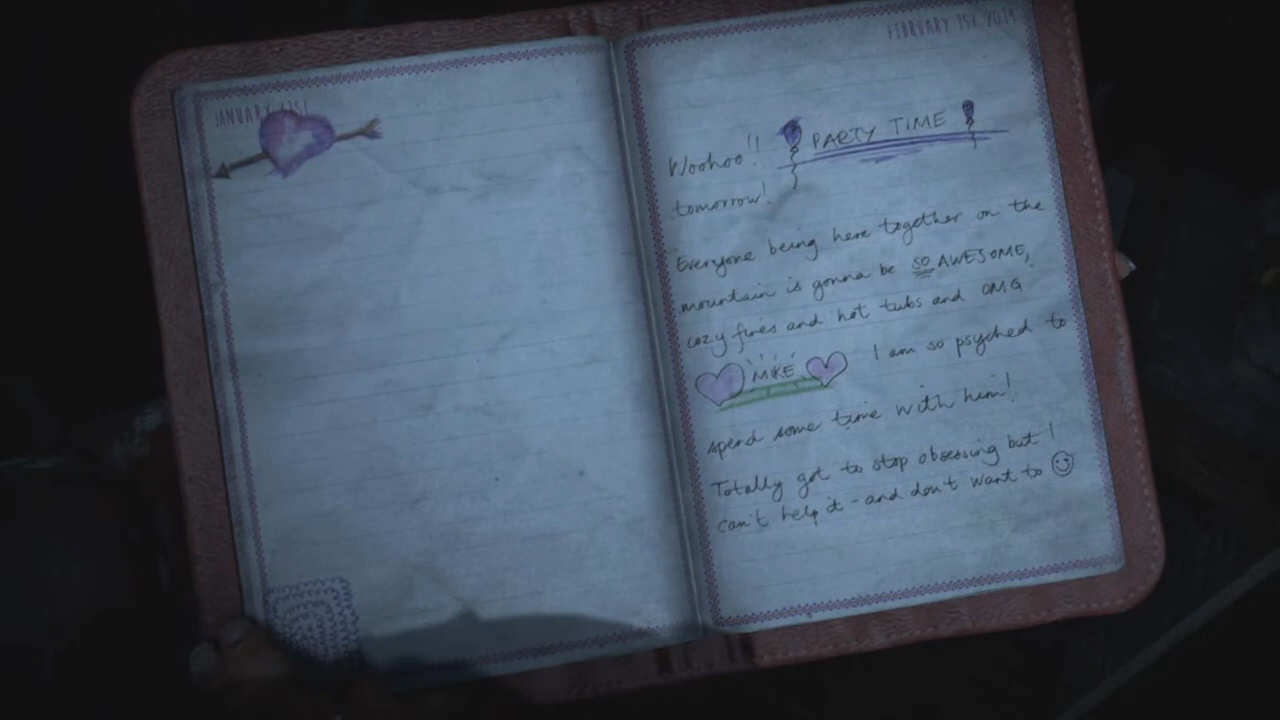 JANUARY 31ST
FEBRUARY 1ST, 2014
Woohoo!! PARTY TIME
tomorrow!
Everyone being here together on the
mountain is gonna be SO AWESOME,
cozy fires and hot tubs and OMG
MIKE I am so psyched to
spend some time with him!
Totally got to stop obsessing but I
can't help it - and don't want to ☺